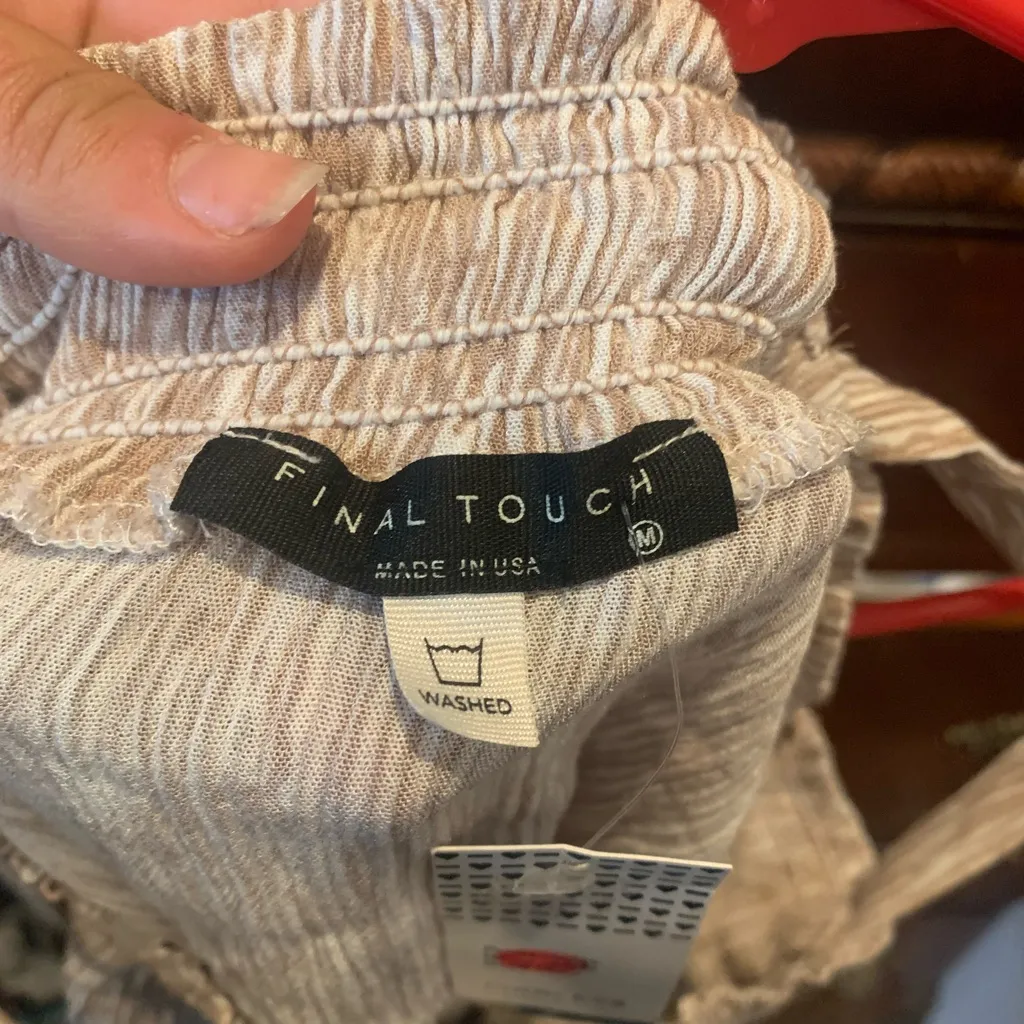 FINAL TOUCH
M
MADE IN USA
WASHED